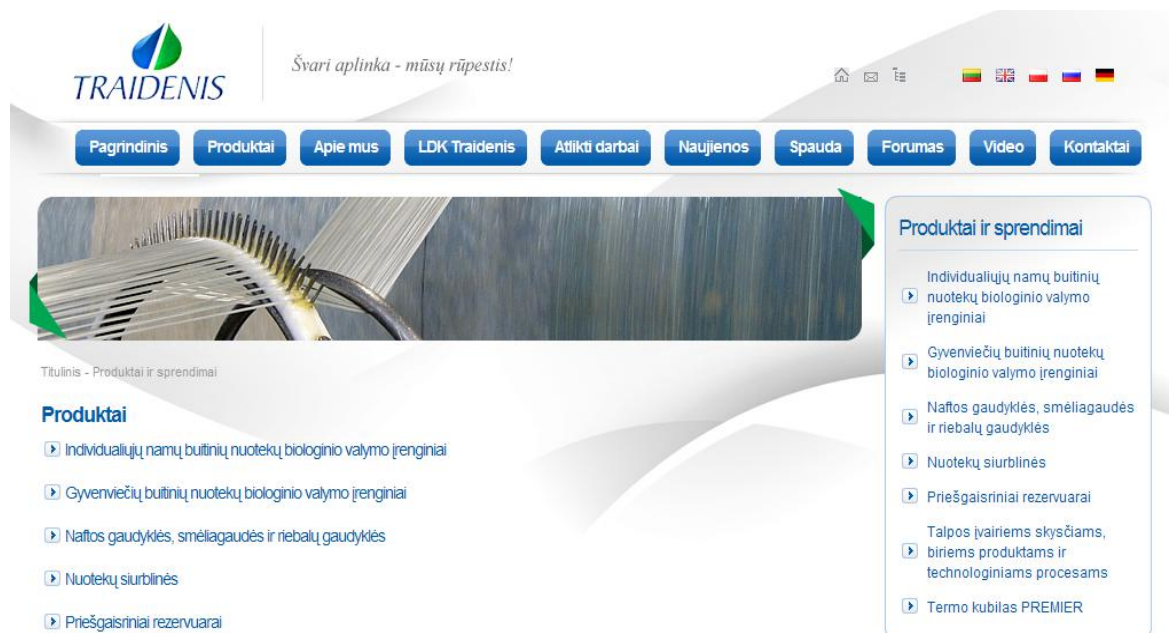 TRAIDENIS
Švari aplinka - mūsų rūpestis!
Pagrindinis
Produktai
Apie mus
LDK Traidenis
Atlikti darbai
Naujienos
Spauda
Forumas
Video
Kontaktai
Titulinis - Produktai ir sprendimai
Produktai
Individualiųjų namų buitinių nuotekų biologinio valymo įrenginiai
Gyvenviečių buitinių nuotekų biologinio valymo įrenginiai
Naftos gaudyklės, smėliagaudės ir riebalų gaudyklės
Nuotekų siurblinės
Priešgaisriniai rezervuarai
Produktai ir sprendimai
Individualiųjų namų buitinių
nuotekų biologinio valymo
įrenginiai
Gyvenviečių buitinių nuotekų
biologinio valymo įrenginiai
Naftos gaudyklės, smėliagaudės
ir riebalų gaudyklės
Nuotekų siurblinės
Priešgaisriniai rezervuarai
Talpos įvairiems skysčiams,
biriems produktams ir
technologiniams procesams
Termo kubilas PREMIER